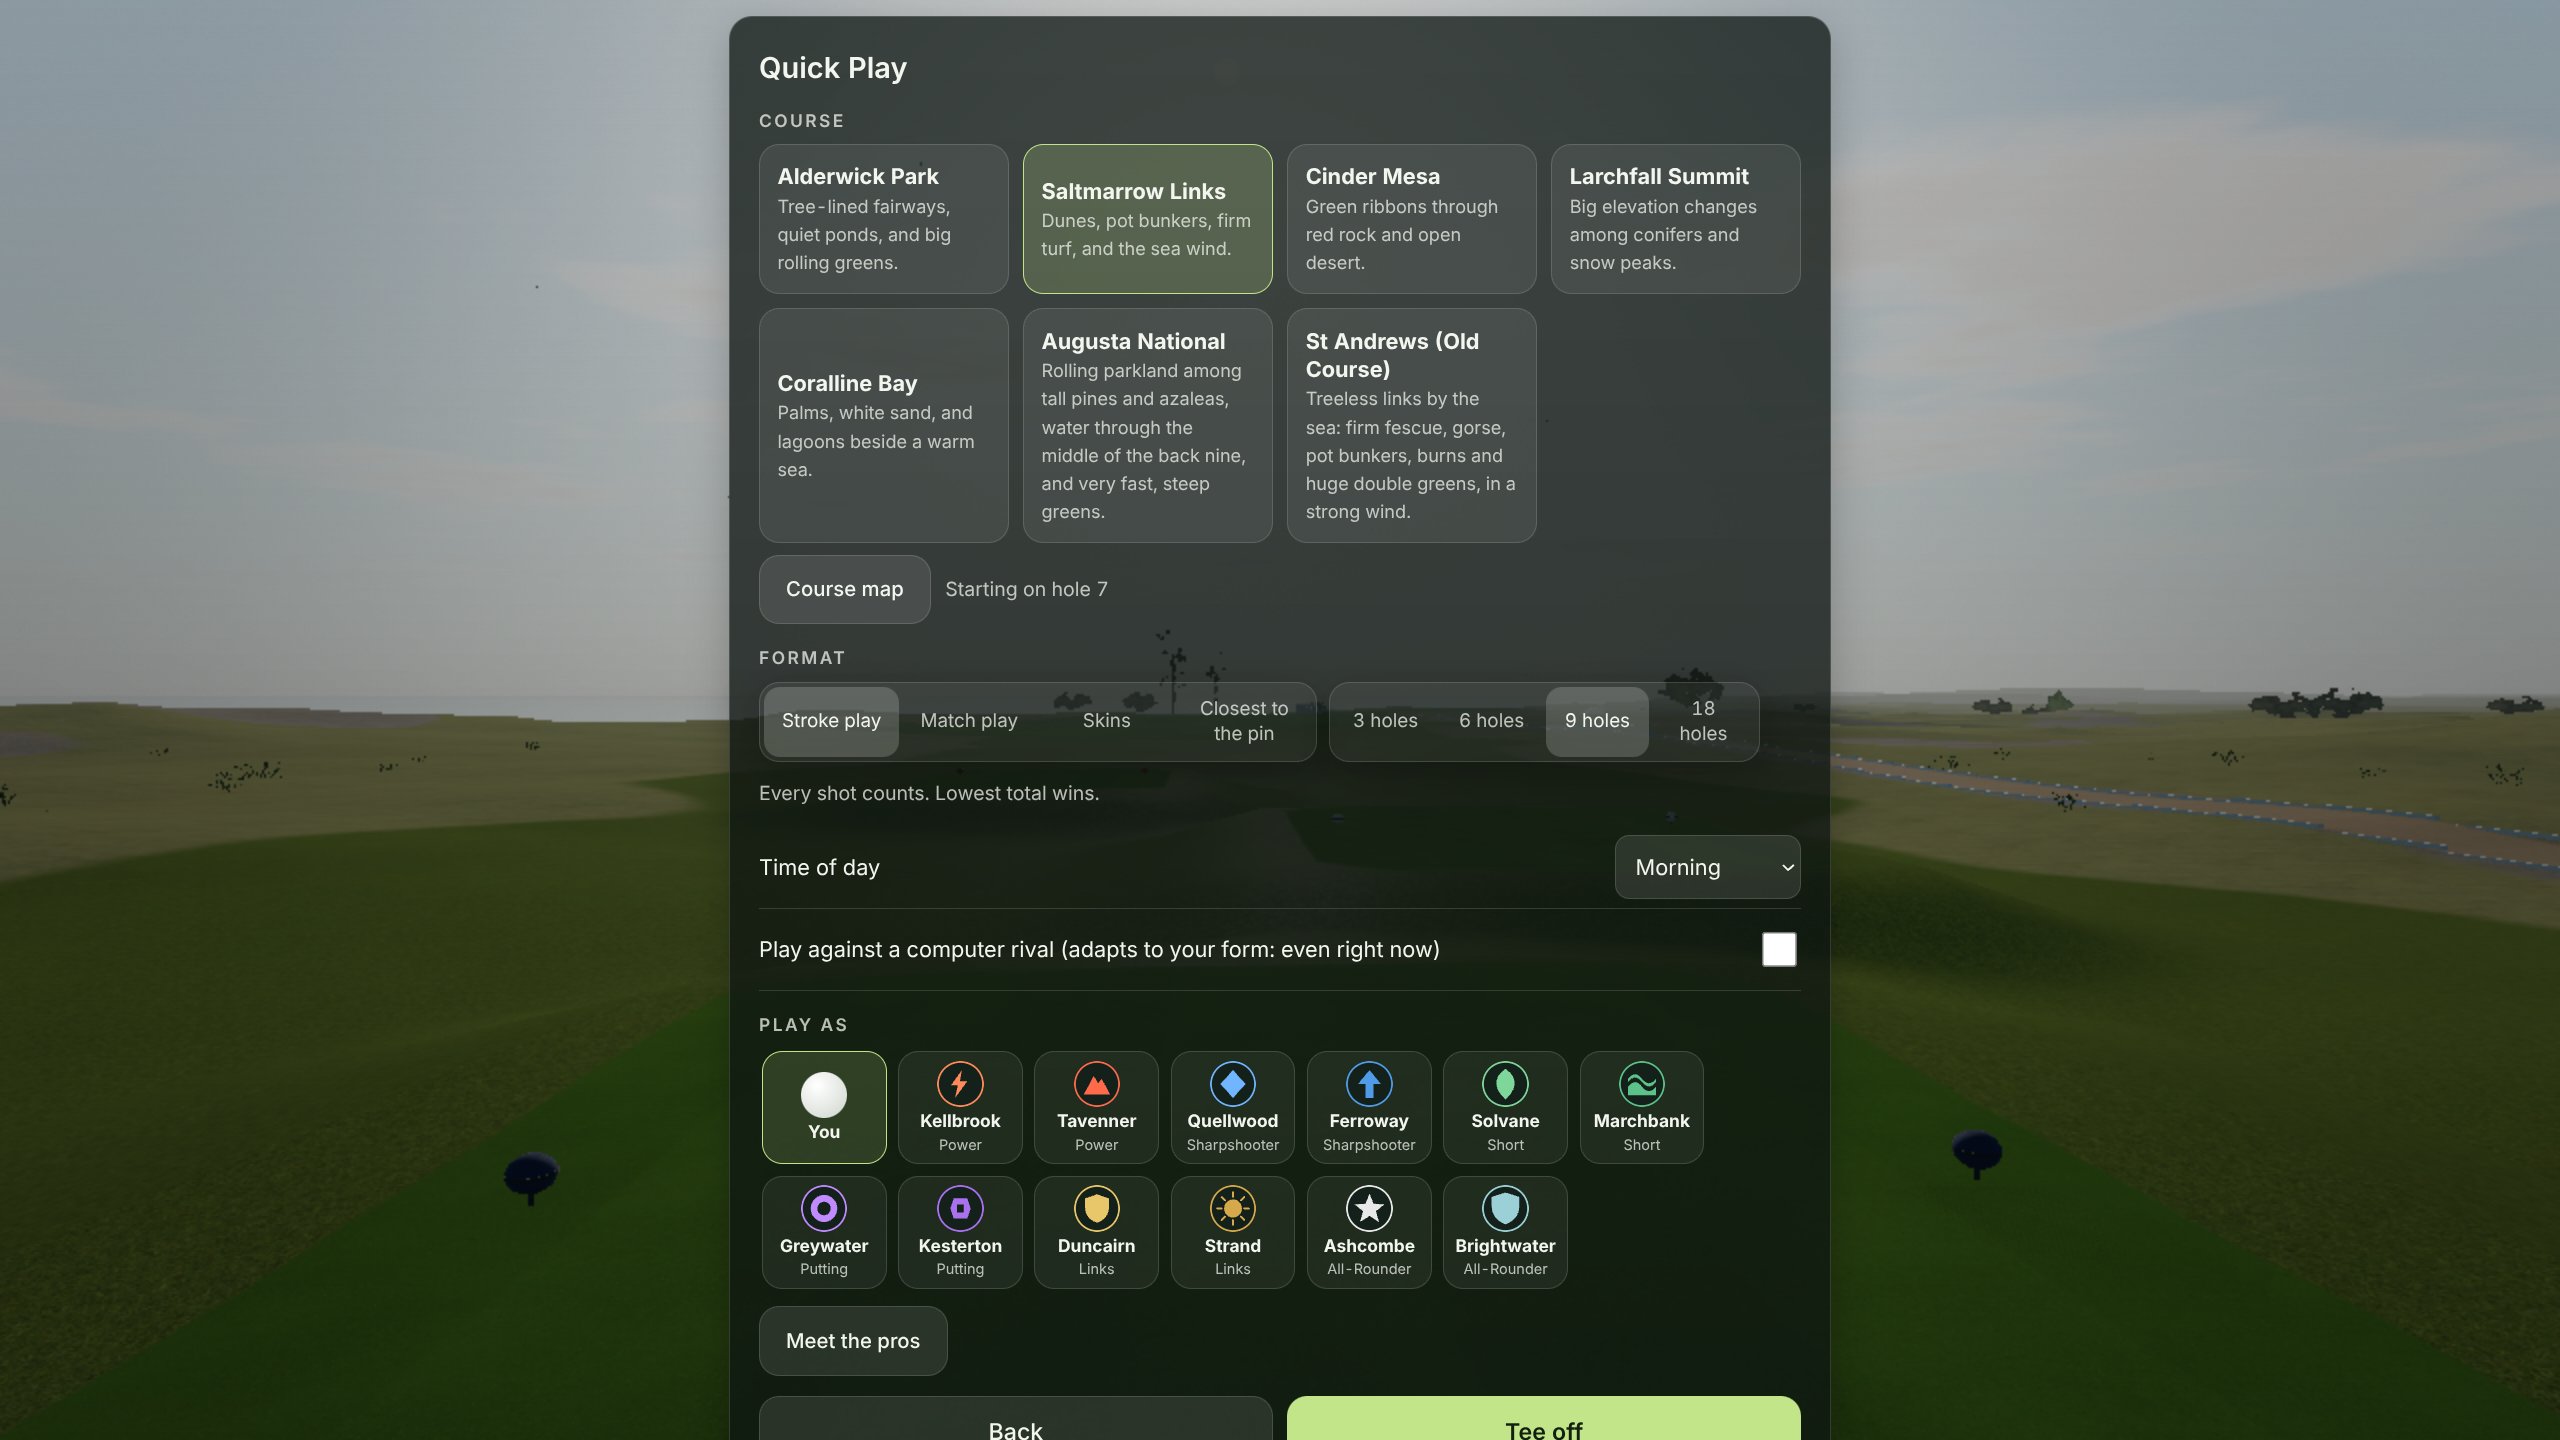 Quick Play
COURSE
Alderwick Park
Tree-lined fairways,
quiet ponds, and big
rolling greens.
Saltmarrow Links
Dunes, pot bunkers, firm
turf, and the sea wind.
Cinder Mesa
Green ribbons through
red rock and open
desert.
Larchfall Summit
Big elevation changes
among conifers and
snow peaks.
Coralline Bay
Palms, white sand, and
lagoons beside a warm
sea.
Augusta National
Rolling parkland among
tall pines and azaleas,
water through the
middle of the back nine,
and very fast, steep
greens.
St Andrews (Old
Course)
Treeless links by the
sea: firm fescue, gorse,
pot bunkers, burns and
huge double greens, in a
strong wind.
Course map
Starting on hole 7
FORMAT
Stroke play
Match play
Skins
Closest to
the pin
3 holes
6 holes
9 holes
18
holes
Every shot counts. Lowest total wins.
Time of day
Morning
Play against a computer rival (adapts to your form: even right now)
PLAY AS
You
Kellbrook
Power
Tavenner
Power
Quellwood
Sharpshooter
Ferroway
Sharpshooter
Solvane
Short
Marchbank
Short
Greywater
Putting
Kesterton
Putting
Duncairn
Links
Strand
Links
Ashcombe
All-Rounder
Brightwater
All-Rounder
Meet the pros
Back
Tee off